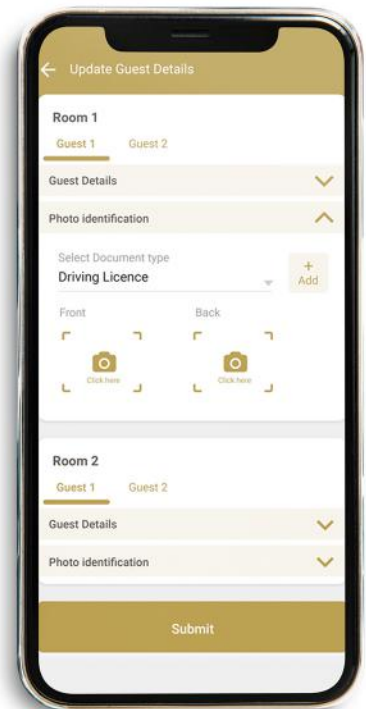 Update Guest Details
Room 1
Guest 1 Guest 2
Guest Details
Photo identification
Select Document type
Driving Licence
+
Add
Front Back
Click here Click here
Room 2
Guest 1 Guest 2
Guest Details
Photo identification
Submit